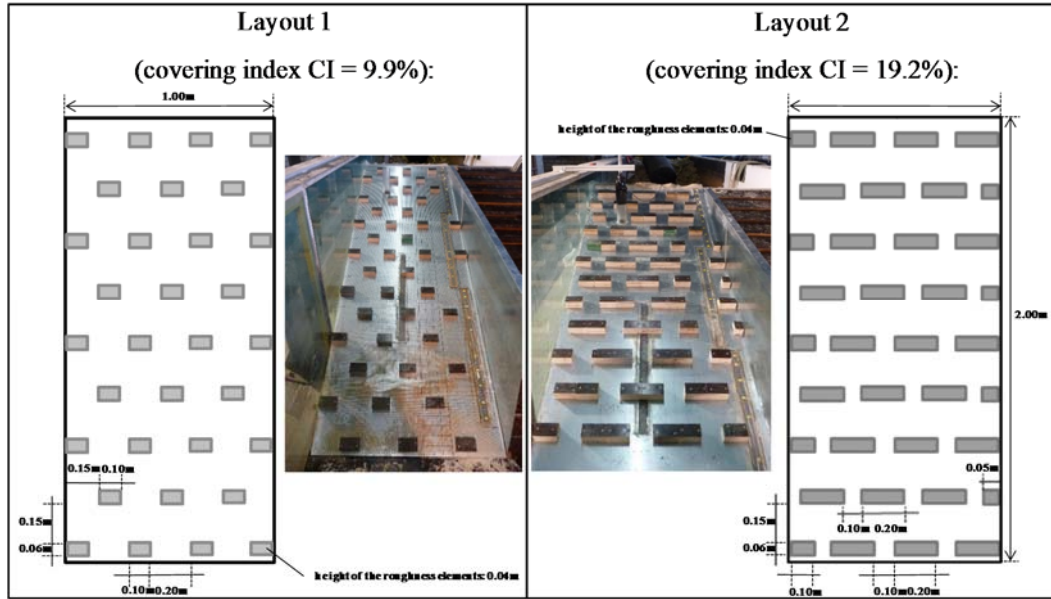 Layout 1
(covering index CI = 9.9%):
1.00m
0.15m
0.10m
0.15m
0.06m
0.10m
0.20m
height of the roughness elements: 0.04m
Layout 2
(covering index CI = 19.2%):
height of the roughness elements: 0.04m
2.00m
0.05m
0.15m
0.06m
0.10m
0.20m
0.10m
0.10m
0.20m